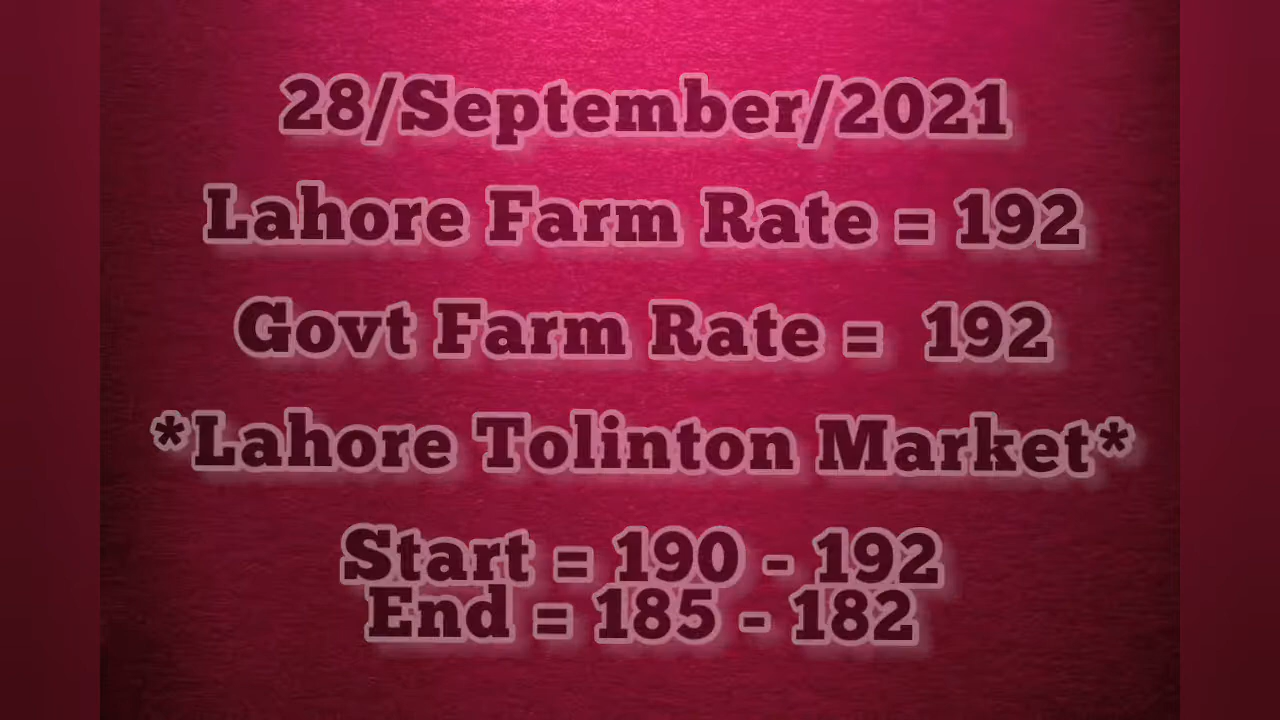 28/September/2021
Lahore Farm Rate = 192
Govt Farm Rate =  192
*Lahore Tolinton Market*
Start = 190 - 192
End = 185 - 182